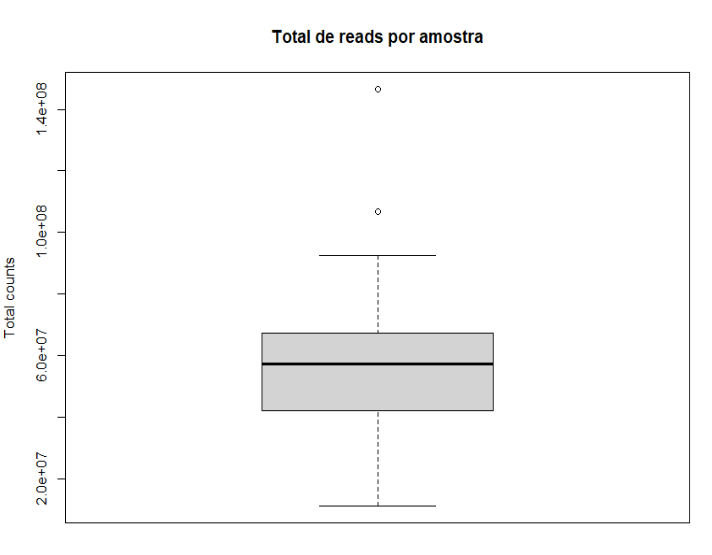 Total de reads por amostra
Total counts
1.4e+08
1.0e+08
6.0e+07
2.0e+07